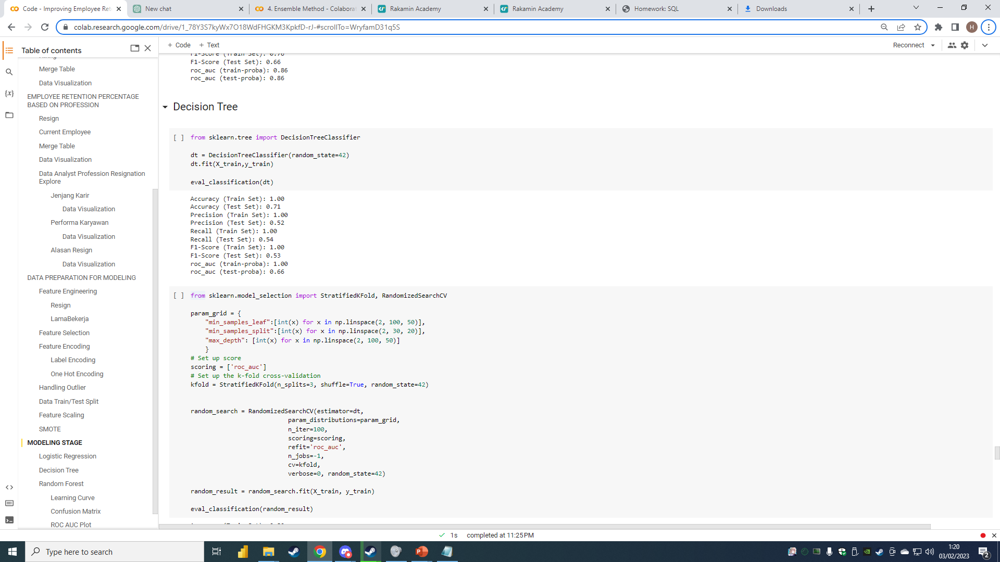 Code - Improving Employee Ret
New chat
4. Ensemble Method - Colaborat
Rakamin Academy
Rakamin Academy
Homework: SQL
Downloads
colab.research.google.com/drive/1_78Y3S7kyWx7O18WdFHGKM3KpkfD-rJ-#scrollTo=WryfamD31q5S
H
Table of contents
+ Code + Text
Reconnect
Merge Table
Data Visualization
EMPLOYEE RETENTION PERCENTAGE
BASED ON PROFESSION
Resign
Current Employee
Merge Table
Data Visualization
Data Analyst Profession Resignation
Explore
Jenjang Karir
Data Visualization
Performa Karyawan
Data Visualization
Alasan Resign
Data Visualization
DATA PREPARATION FOR MODELING
Feature Engineering
Resign
LamaBekerja
Feature Selection
Feature Encoding
Label Encoding
One Hot Encoding
Handling Outlier
Data Train/Test Split
Feature Scaling
SMOTE
MODELING STAGE
Logistic Regression
Decision Tree
Random Forest
Learning Curve
Confusion Matrix
ROC AUC Plot
F1-Score (Train Set): 0.76
F1-Score (Test Set): 0.66
roc_auc (train-proba): 0.86
roc_auc (test-proba): 0.86
Decision Tree
[ ] from sklearn.tree import DecisionTreeClassifier
dt = DecisionTreeClassifier(random_state=42)
dt.fit(X_train,y_train)
eval_classification(dt)
Accuracy (Train Set): 1.00
Accuracy (Test Set): 0.71
Precision (Train Set): 1.00
Precision (Test Set): 0.52
Recall (Train Set): 1.00
Recall (Test Set): 0.54
F1-Score (Train Set): 1.00
F1-Score (Test Set): 0.53
roc_auc (train-proba): 1.00
roc_auc (test-proba): 0.66
[ ] from sklearn.model_selection import StratifiedKFold, RandomizedSearchCV
param_grid = {
"min_samples_leaf":[int(x) for x in np.linspace(2, 100, 50)],
"min_samples_split":[int(x) for x in np.linspace(2, 30, 20)],
"max_depth": [int(x) for x in np.linspace(2, 100, 50)]
}
# Set up score
scoring = ['roc_auc']
# Set up the k-fold cross-validation
kfold = StratifiedKFold(n_splits=3, shuffle=True, random_state=42)
random_search = RandomizedSearchCV(estimator=dt,
param_distributions=param_grid,
n_iter=100,
scoring=scoring,
refit='roc_auc',
n_jobs=-1,
cv=kfold,
verbose=0, random_state=42)
random_result = random_search.fit(X_train, y_train)
eval_classification(random_result)
1s completed at 11:25 PM
Type here to search
1:20
03/02/2023
2